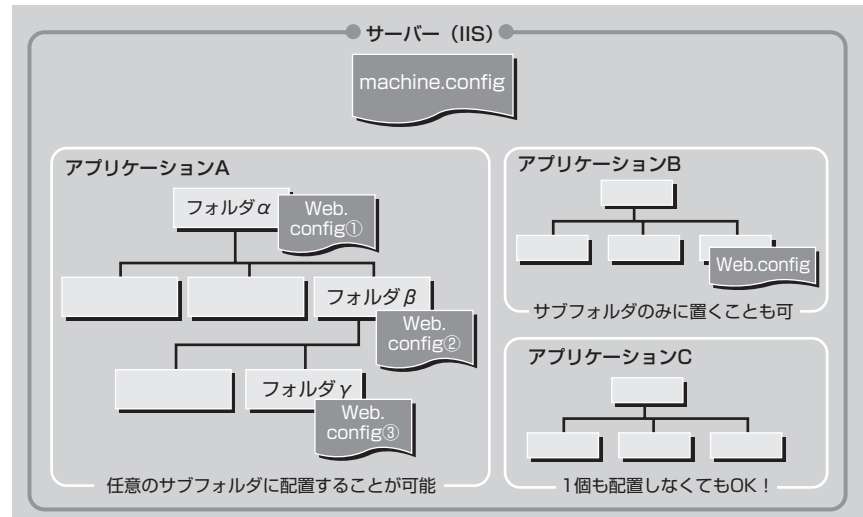 サーバー（IIS）
machine.config
アプリケーションA
フォルダα
Web.
config①
フォルダβ
Web.
config②
フォルダγ
Web.
config③
任意のサブフォルダに配置することが可能
アプリケーションB
Web.config
サブフォルダのみに置くことも可
アプリケーションC
1個も配置しなくてもOK！